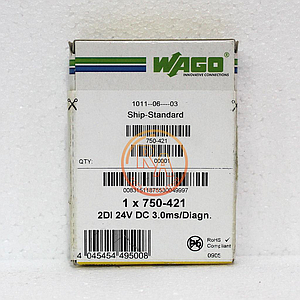 WAGO
INNOVATIVE CONNECTIONS
1011--06----03
Ship-Standard
750-421
QTY:
00001
1 x 750-421
2DI 24V DC 3.0ms/Diagn.
RoHS ✓
Compliant
0905
4 045454 495008